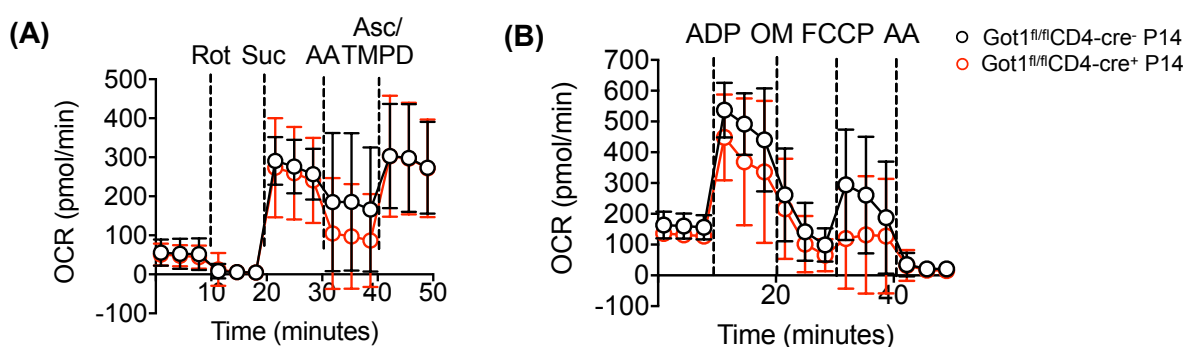 (A)
Asc/
Rot Suc AA TMPD
OCR (pmol/min)
500
400
300
200
100
0
-100
0 10 20 30 40 50
Time (minutes)
(B)
ADP OM FCCP AA
OCR (pmol/min)
700
600
500
400
300
200
100
0
-100
20 40
Time (minutes)
Got1fl/flCD4-cre- P14
Got1fl/flCD4-cre+ P14